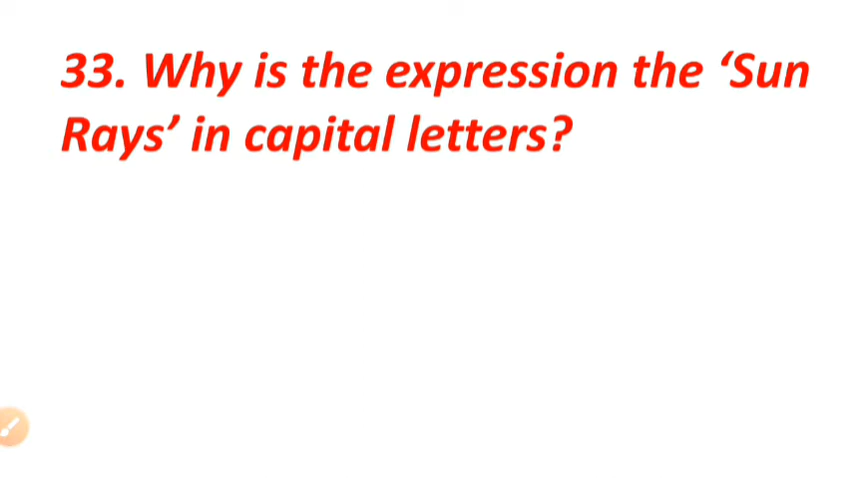 33. Why is the expression the ‘Sun
Rays’ in capital letters?